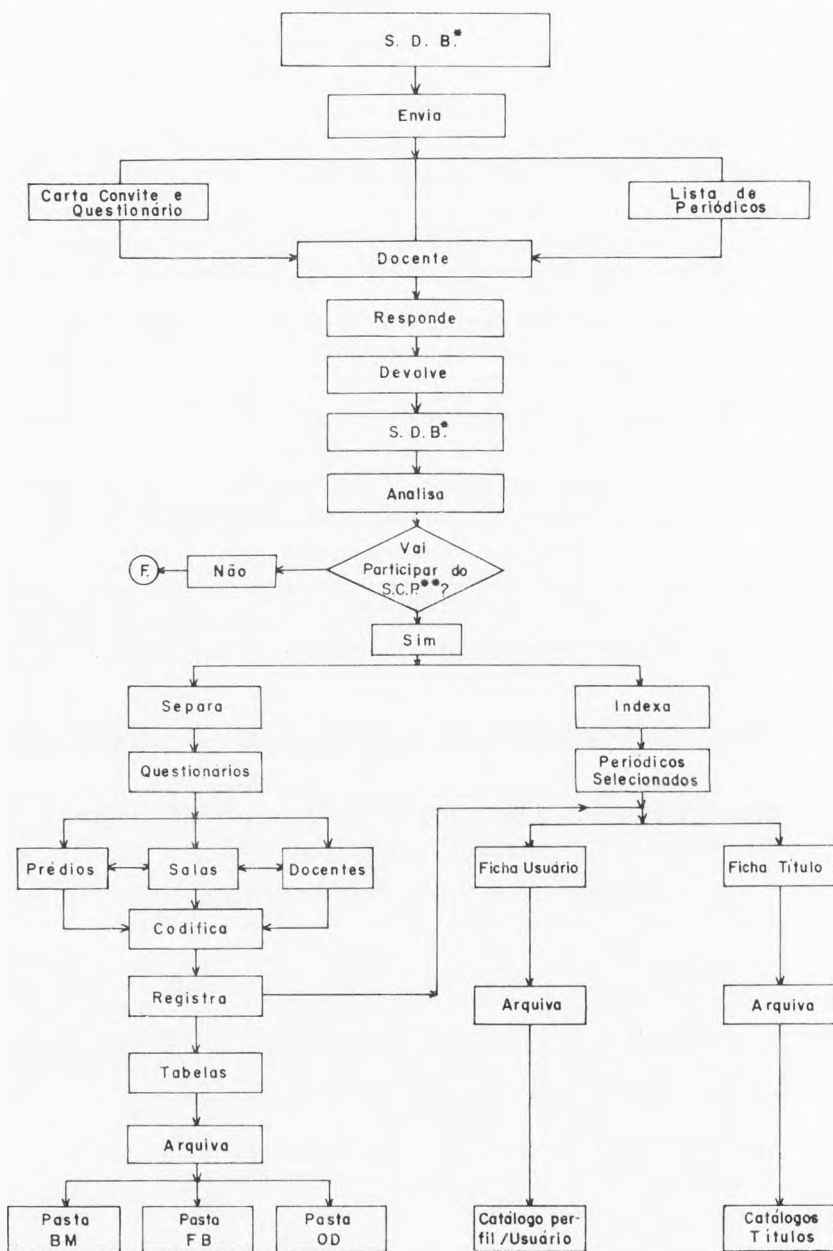 S. D. B.*
Envia
Carta Convite e
Questionário
Lista de
Periódicos
Docente
Responde
Devolve
S. D. B.*
Analisa
Vai
Participar do
S.C.P.**?
Não
F.
Sim
Separa
Indexa
Questionários
Periódicos
Selecionados
Prédios
Salas
Docentes
Ficha Usuário
Ficha Título
Codifica
Registra
Arquiva
Arquiva
Tabelas
Arquiva
Pasta
BM
Pasta
FB
Pasta
OD
Catálogo per-
fil/Usuário
Catálogos
Títulos